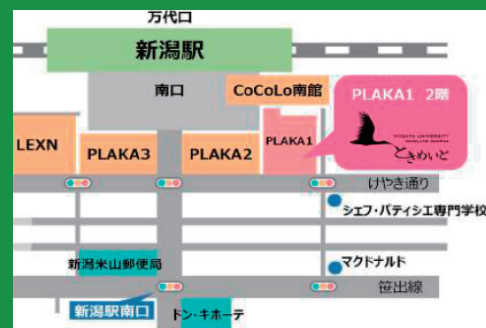 万代口
新潟駅
南口
CoCoLo南館
PLAKA1 2階
NIIGATA UNIVERSITY
ときめいと
LEXN
PLAKA3
PLAKA2
PLAKA1
けやき通り
シェフ・パティシエ専門学校
新潟米山郵便局
マクドナルド
笹出線
新潟駅南口
ドン・キホーテ